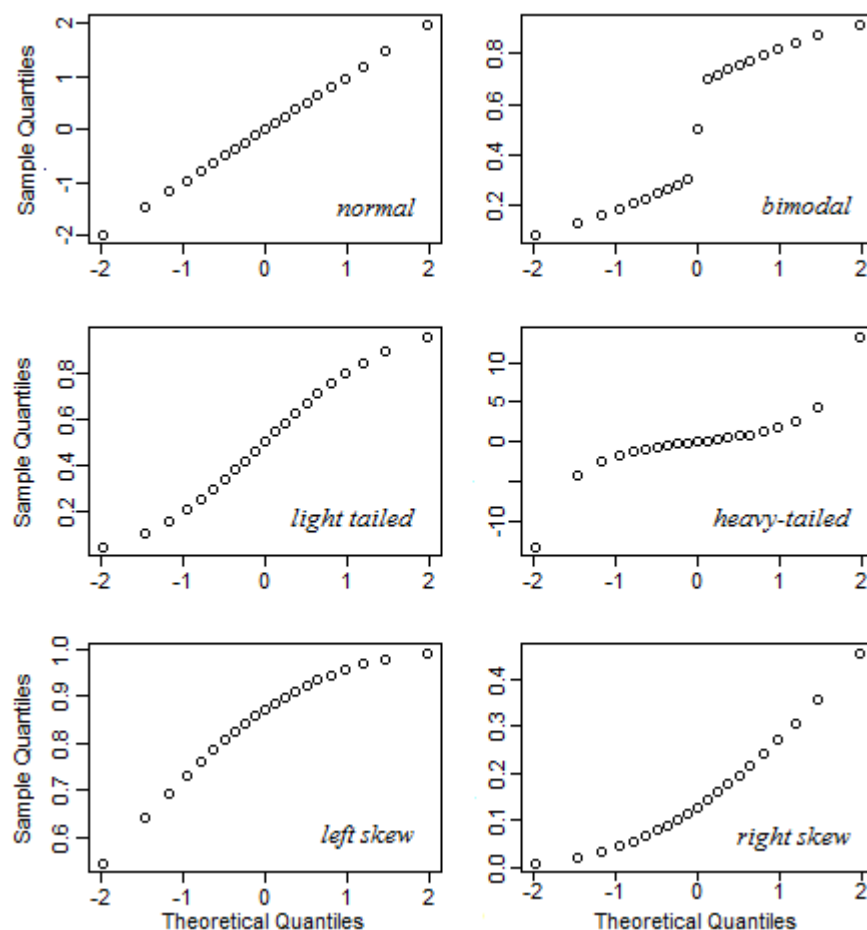 Sample Quantiles
2
1
0
-1
-2
normal
-2 -1 0 1 2
0.8
0.6
0.4
0.2
bimodal
-2 -1 0 1 2
Sample Quantiles
0.8
0.6
0.4
0.2
light tailed
-2 -1 0 1 2
10
5
0
-10
heavy-tailed
-2 -1 0 1 2
Sample Quantiles
1.0
0.9
0.8
0.7
0.6
left skew
-2 -1 0 1 2
Theoretical Quantiles
0.4
0.3
0.2
0.1
0.0
right skew
-2 -1 0 1 2
Theoretical Quantiles